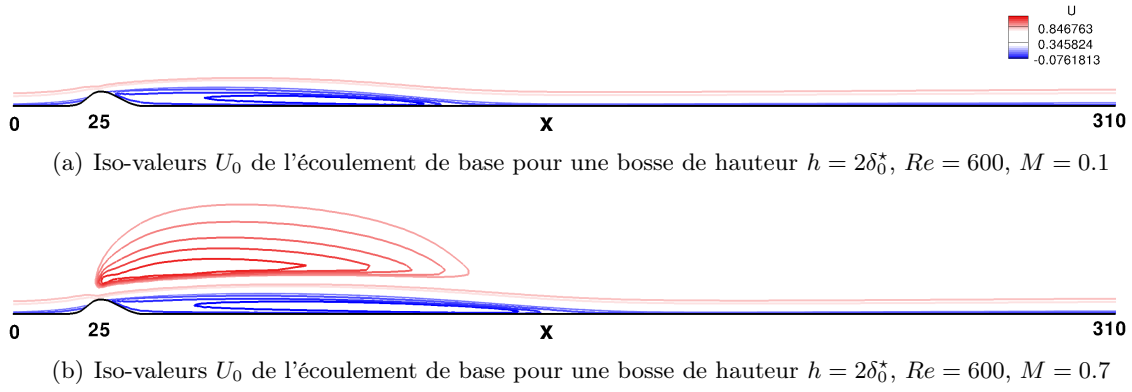 U
0.846763
0.345824
-0.0761813
0 25 X 310
(a) Iso-valeurs U₀ de l'écoulement de base pour une bosse de hauteur h = 2δ₀⋆, Re = 600, M = 0.1
0 25 X 310
(b) Iso-valeurs U₀ de l'écoulement de base pour une bosse de hauteur h = 2δ₀⋆, Re = 600, M = 0.7